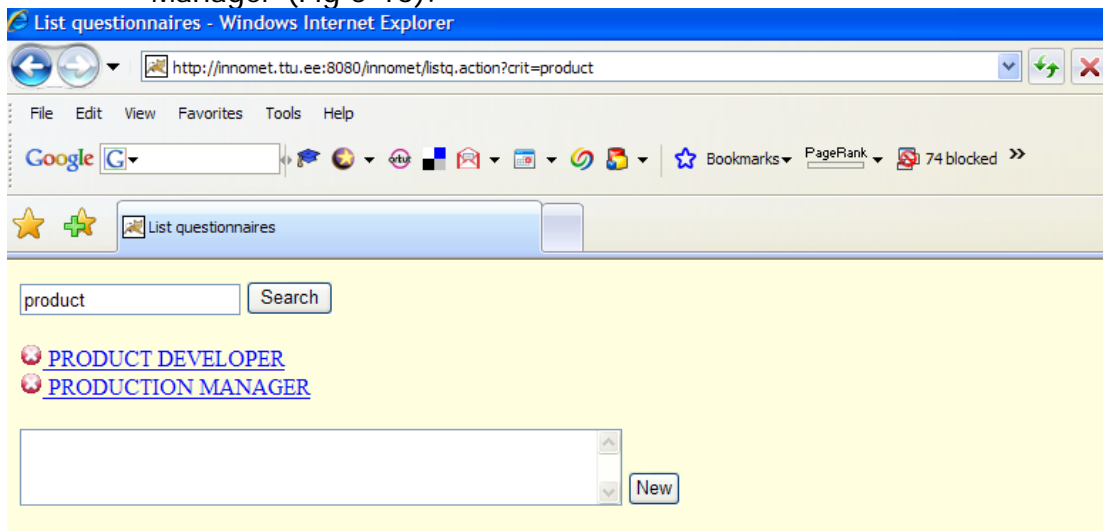 List questionnaires - Windows Internet Explorer
http://innomet.ttu.ee:8080/innomet/listq.action?crit=product
File Edit View Favorites Tools Help
Google G ortus Bookmarks PageRank 74 blocked »
List questionnaires
product Search
PRODUCT DEVELOPER
PRODUCTION MANAGER
New